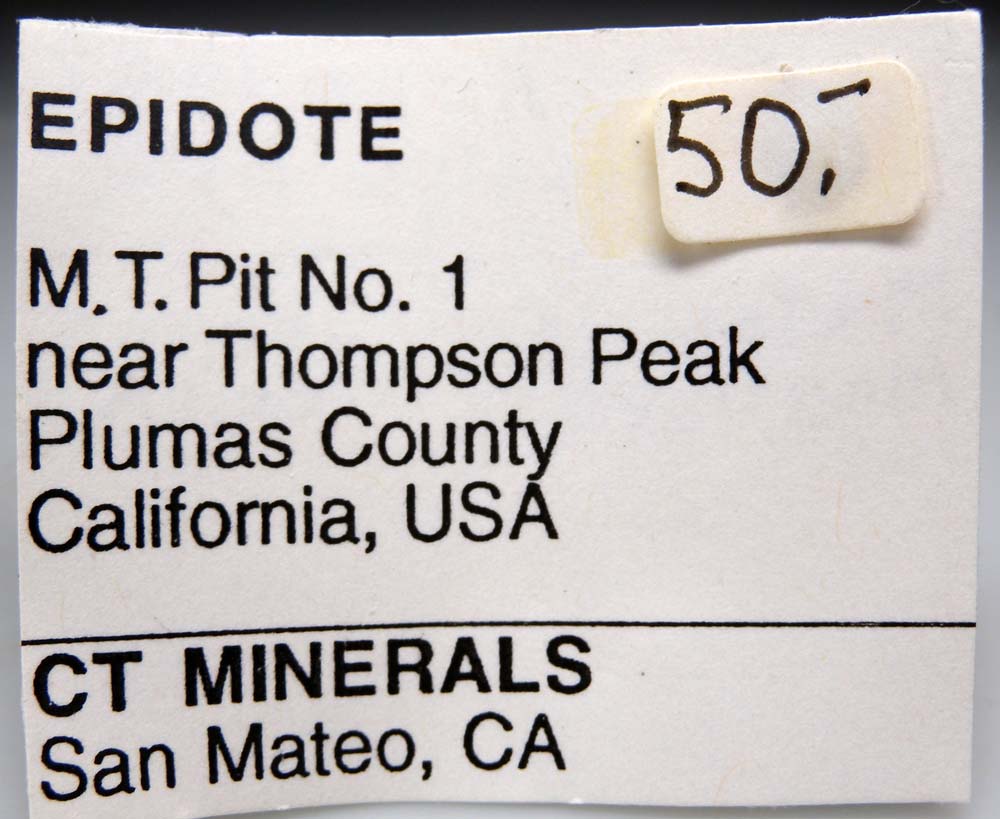 EPIDOTE
50,-
M.T. Pit No. 1
near Thompson Peak
Plumas County
California, USA
CT MINERALS
San Mateo, CA